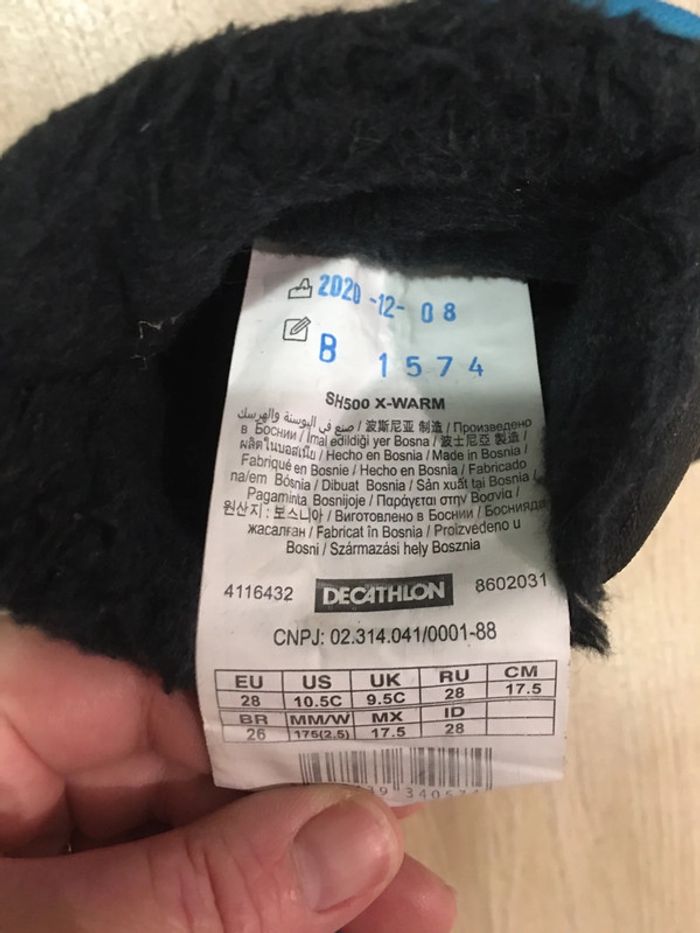 2020 -12- 08
B 1574
SH500 X-WARM
صنع في البوسنة والهرسك / 波斯尼亚 制造 / Произведено
в Боснии / İmal edildiği yer Bosna / 波士尼亞 製造 /
ผลิตในบอสเนีย / Hecho en Bosnia / Made in Bosnia /
Fabriqué en Bosnie / Hecho en Bosnia / Fabricado
na/em Bósnia / Dibuat Bosnia / Sản xuất tại Bosnia /
Pagaminta Bosnijoje / Παράγεται στην Βοσνία /
원산지 : 보스니아 / Виготовлено в Боснии / Боснияда
жасалған / Fabricat în Bosnia / Proizvedeno u
Bosni / Származási hely Bosznia
4116432 DECATHLON 8602031
CNPJ: 02.314.041/0001-88
EU US UK RU CM
28 10.5C 9.5C 28 17.5
BR MM/W MX ID
26 175(2.5) 17.5 28